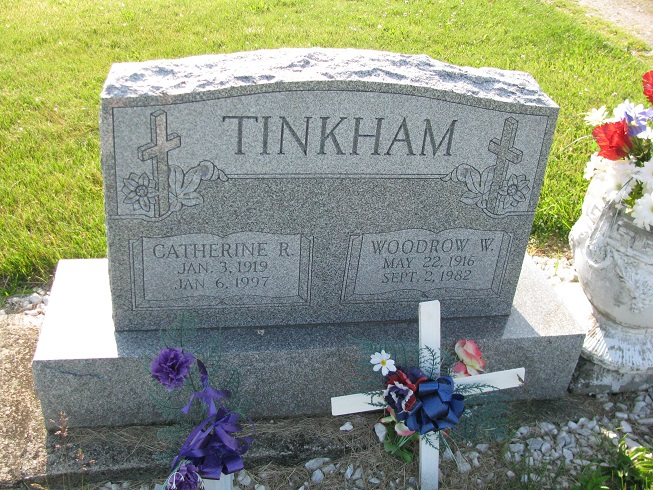 TINKHAM
CATHERINE R.
JAN. 3, 1919
JAN 6, 1997
WOODROW W.
MAY 22, 1916
SEPT. 2, 1982